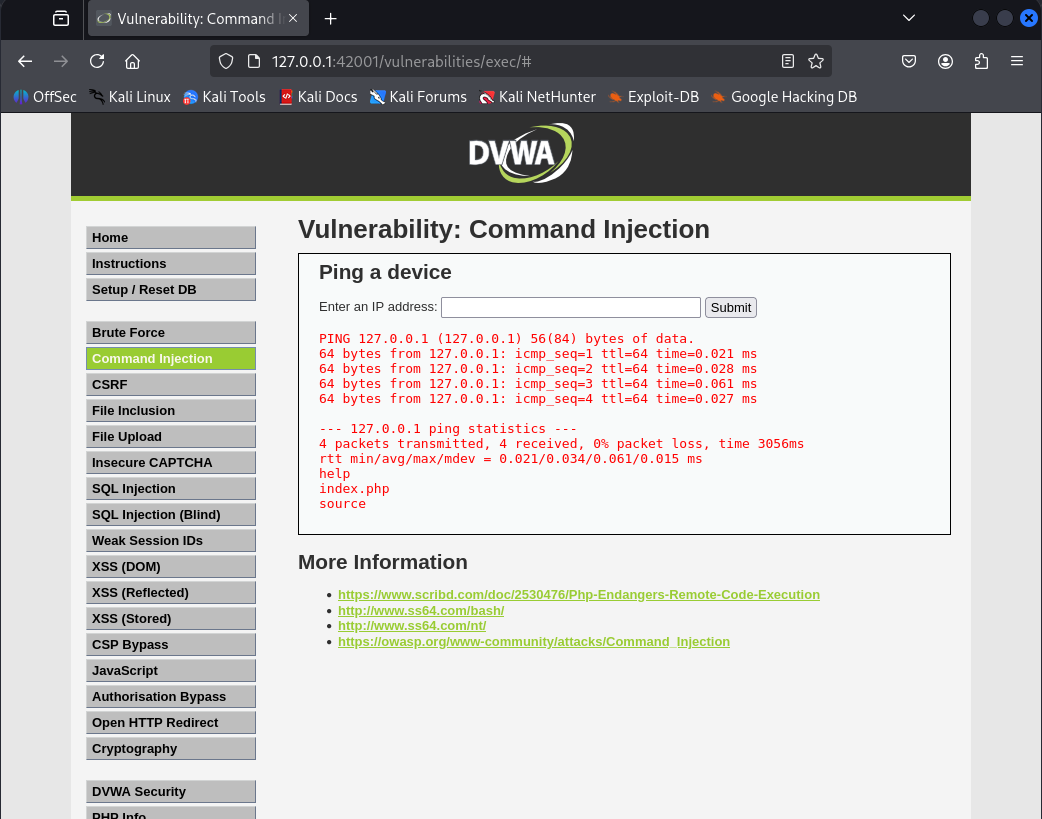 Vulnerability: Command I
127.0.0.1:42001/vulnerabilities/exec/#
OffSec Kali Linux Kali Tools Kali Docs Kali Forums Kali NetHunter Exploit-DB Google Hacking DB
DVWA
Home
Instructions
Setup / Reset DB
Brute Force
Command Injection
CSRF
File Inclusion
File Upload
Insecure CAPTCHA
SQL Injection
SQL Injection (Blind)
Weak Session IDs
XSS (DOM)
XSS (Reflected)
XSS (Stored)
CSP Bypass
JavaScript
Authorisation Bypass
Open HTTP Redirect
Cryptography
DVWA Security
PHP Info
Vulnerability: Command Injection
Ping a device
Enter an IP address: Submit
PING 127.0.0.1 (127.0.0.1) 56(84) bytes of data.
64 bytes from 127.0.0.1: icmp_seq=1 ttl=64 time=0.021 ms
64 bytes from 127.0.0.1: icmp_seq=2 ttl=64 time=0.028 ms
64 bytes from 127.0.0.1: icmp_seq=3 ttl=64 time=0.061 ms
64 bytes from 127.0.0.1: icmp_seq=4 ttl=64 time=0.027 ms
--- 127.0.0.1 ping statistics ---
4 packets transmitted, 4 received, 0% packet loss, time 3056ms
rtt min/avg/max/mdev = 0.021/0.034/0.061/0.015 ms
help
index.php
source
More Information
https://www.scribd.com/doc/2530476/Php-Endangers-Remote-Code-Execution
http://www.ss64.com/bash/
http://www.ss64.com/nt/
https://owasp.org/www-community/attacks/Command_Injection